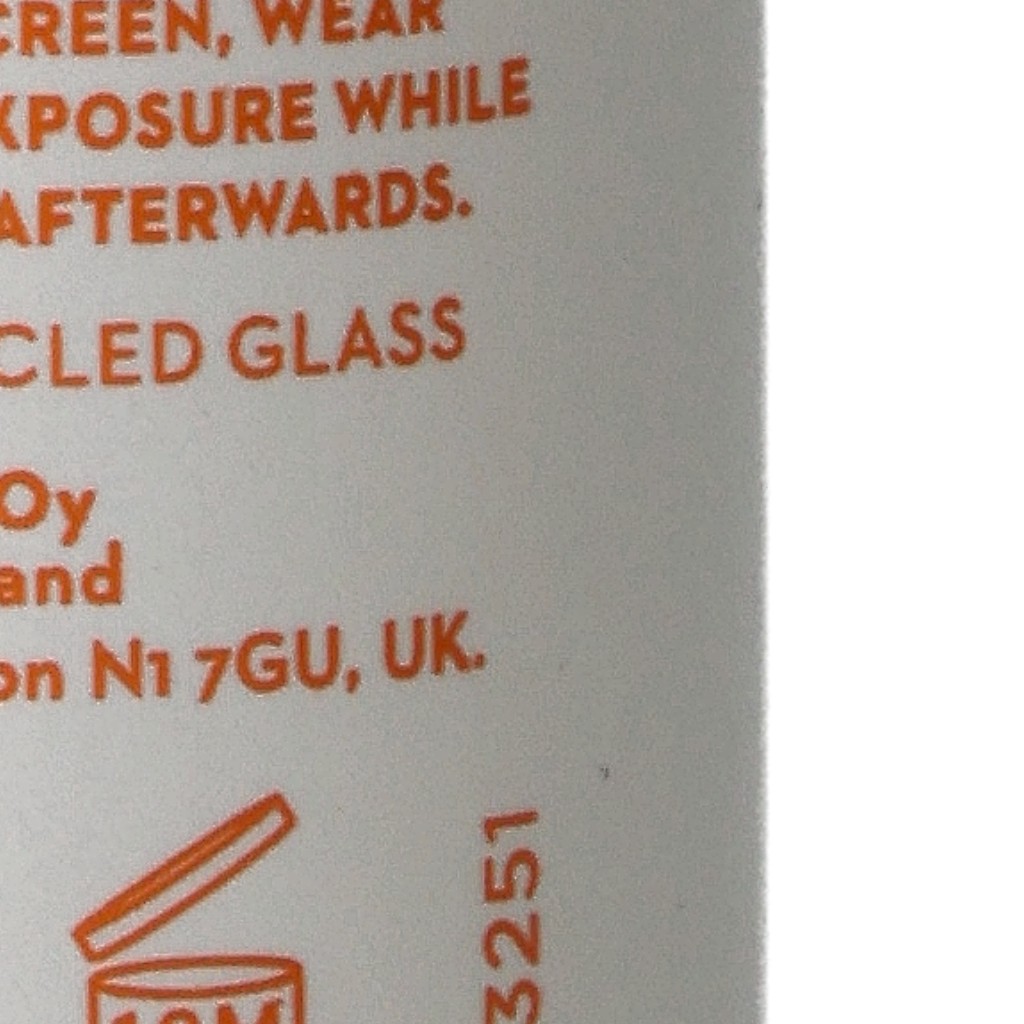 CREEN, WEAR
XPOSURE WHILE
AFTERWARDS.
CLED GLASS
Oy
and
on N1 7GU, UK.
3251